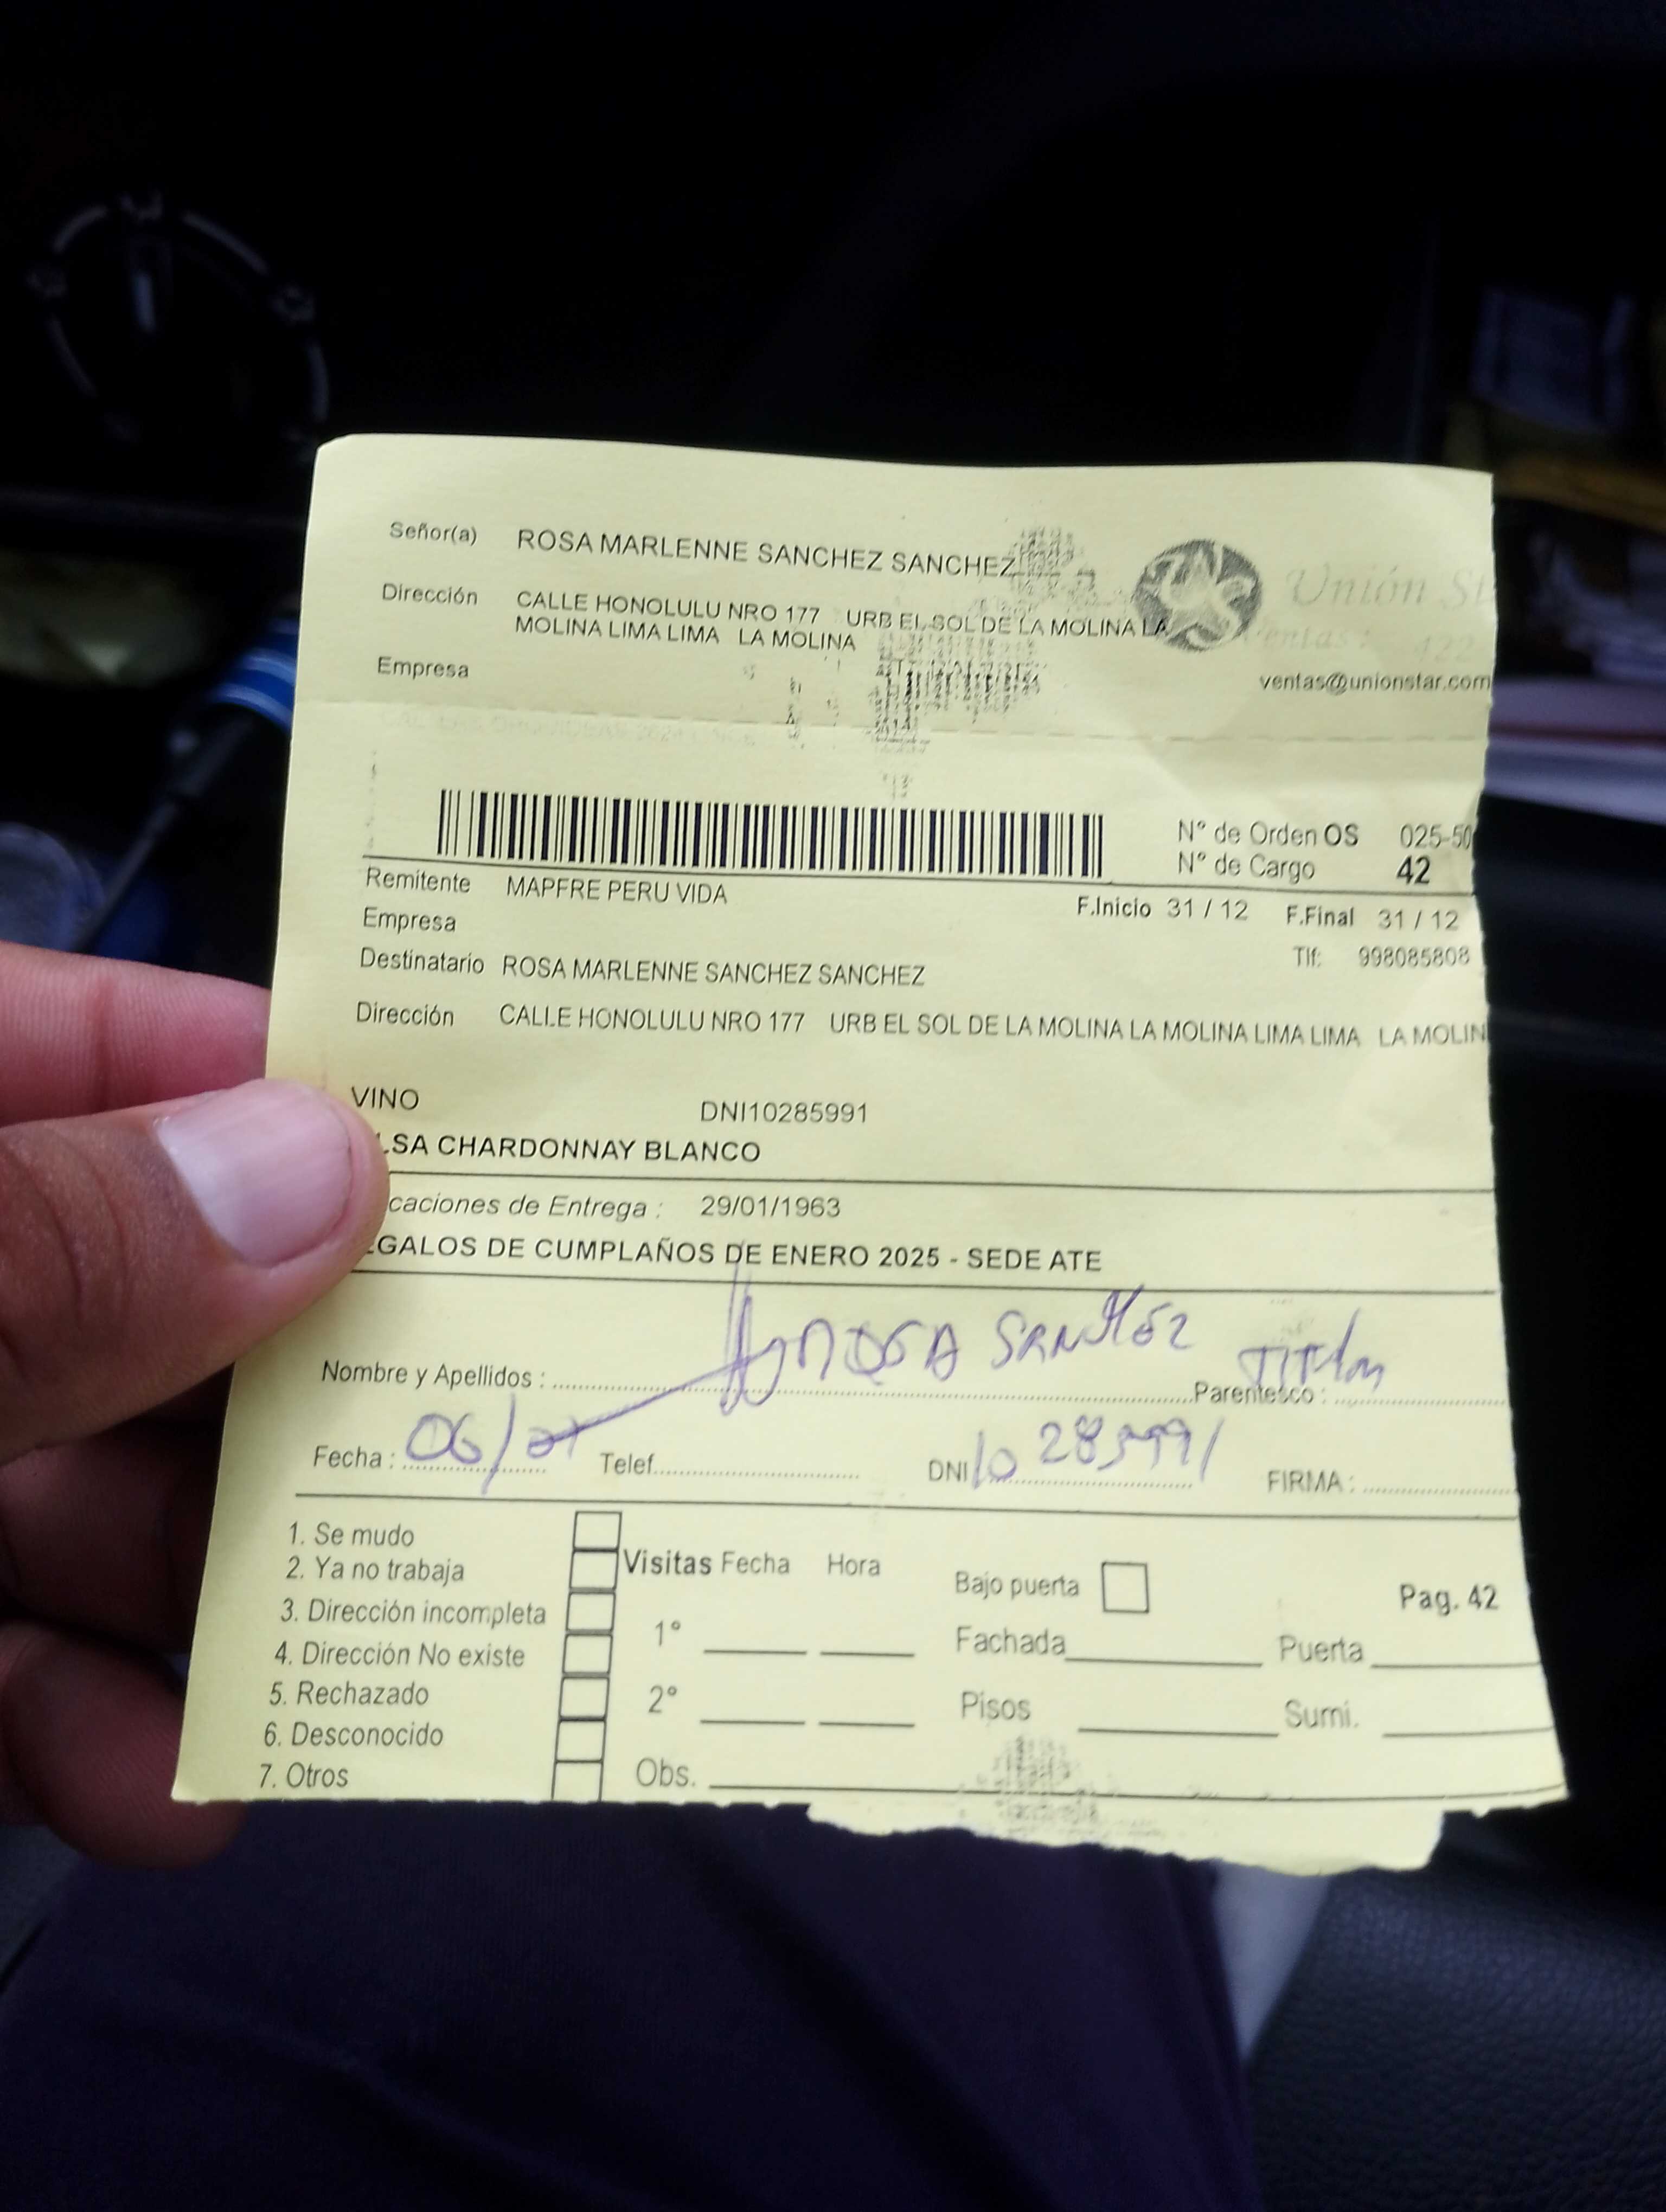 Señor(a) ROSA MARLENNE SANCHEZ SANCHEZ
Unión St
Dirección CALLE HONOLULU NRO 177 URB EL SOL DE LA MOLINA LA
MOLINA LIMA LIMA LA MOLINA
entas: 422
Empresa
ventas@unionstar.com
N° de Orden OS 025-50
N° de Cargo 42
Remitente MAPFRE PERU VIDA
F.Inicio 31 / 12 F.Final 31 / 12
Empresa
Tlf: 998085808
Destinatario ROSA MARLENNE SANCHEZ SANCHEZ
Dirección CALLE HONOLULU NRO 177 URB EL SOL DE LA MOLINA LA MOLINA LIMA LIMA LA MOLIN
VINO DNI10285991
LSA CHARDONNAY BLANCO
caciones de Entrega : 29/01/1963
EGALOS DE CUMPLAÑOS DE ENERO 2025 - SEDE ATE
Nombre y Apellidos : ROSA SANCHEZ Parentesco : Titular
Fecha : 06/01 Telef. DNI 10285991 FIRMA :
1. Se mudo
2. Ya no trabaja
3. Dirección incompleta
4. Dirección No existe
5. Rechazado
6. Desconocido
7. Otros
Visitas Fecha Hora
1°
2°
Obs.
Bajo puerta
Pag. 42
Fachada Puerta
Pisos Sumi.